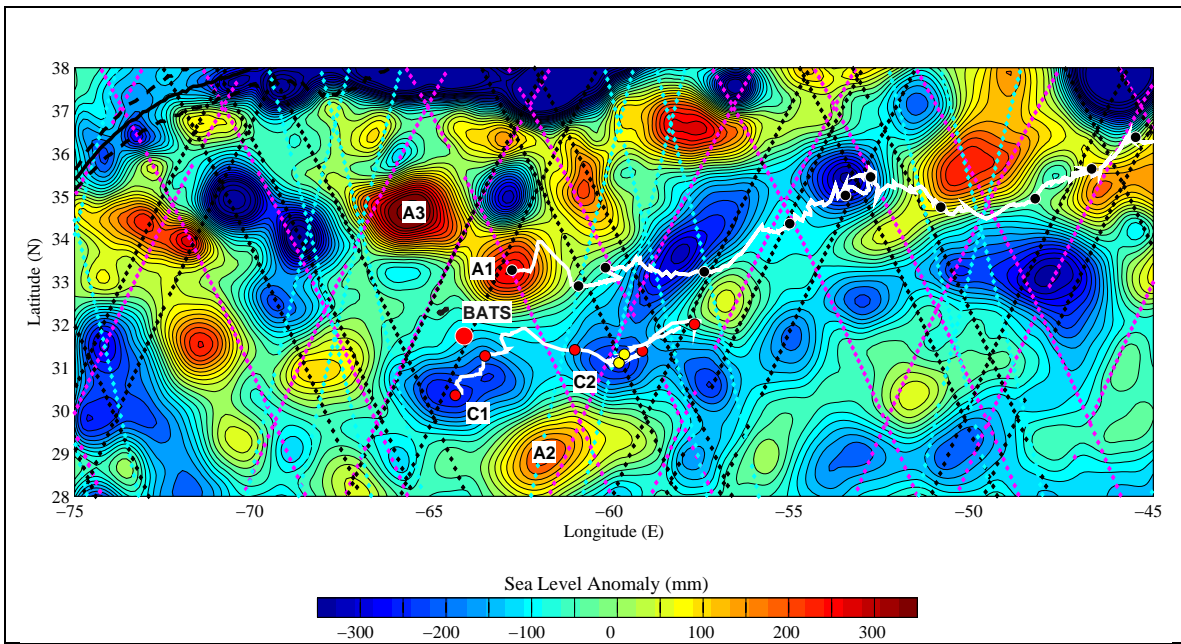 38
37
36
35
34
33
32
31
30
29
28
Latitude (N)
A3
A1
BATS
C2
C1
A2
−75 −70 −65 −60 −55 −50 −45
Longitude (E)
Sea Level Anomaly (mm)
−300 −200 −100 0 100 200 300